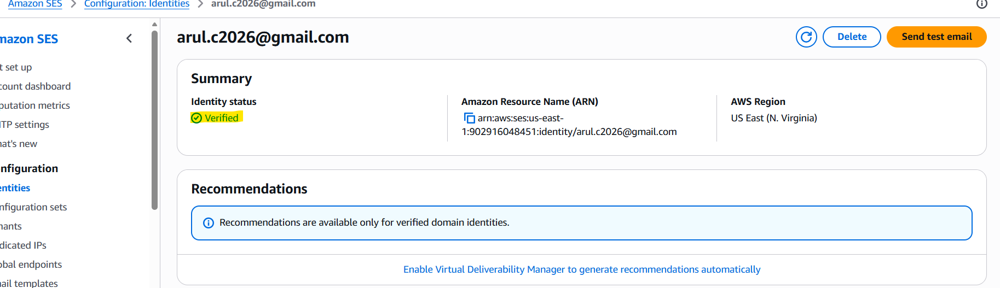 Amazon SES > Configuration: Identities > arul.c2026@gmail.com
mazon SES
arul.c2026@gmail.com
Delete
Send test email
t set up
count dashboard
putation metrics
TP settings
at's new
nfiguration
entities
nfiguration sets
nants
dicated IPs
obal endpoints
ail templates
Summary
Identity status
Verified
Amazon Resource Name (ARN)
arn:aws:ses:us-east-
1:902916048451:identity/arul.c2026@gmail.com
AWS Region
US East (N. Virginia)
Recommendations
Recommendations are available only for verified domain identities.
Enable Virtual Deliverability Manager to generate recommendations automatically